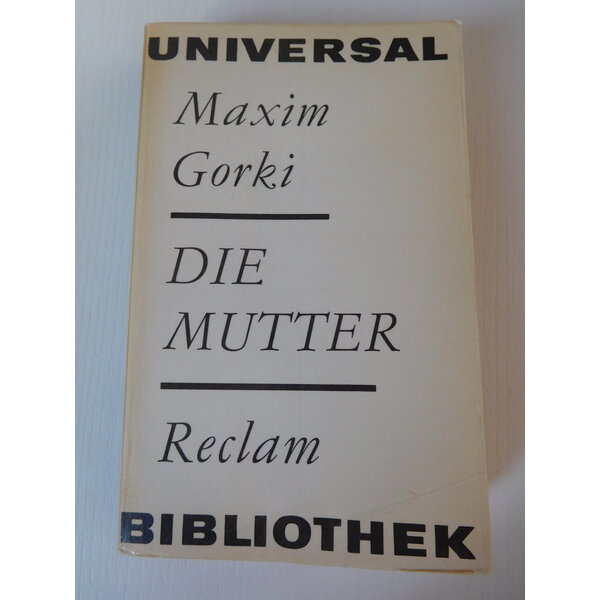 UNIVERSAL
Maxim
Gorki
DIE
MUTTER
Reclam
BIBLIOTHEK